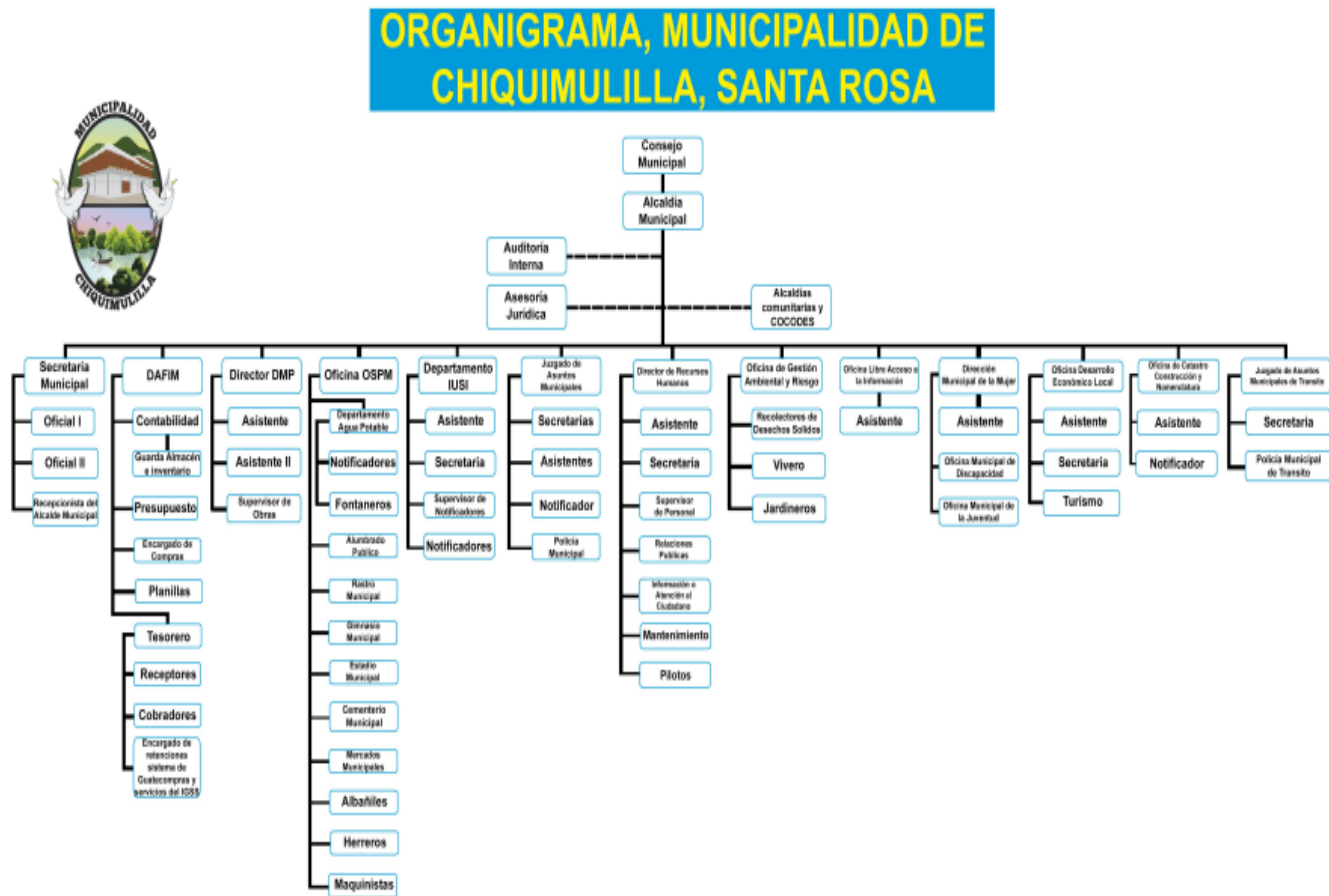 ORGANIGRAMA, MUNICIPALIDAD DE
CHIQUIMULILLA, SANTA ROSA
MUNICIPALIDAD
CHIQUIMULILLA
Consejo
Municipal
Alcaldía
Municipal
Auditoría
Interna
Asesoría
Jurídica
Alcaldías
comunitarias y
COCODES
Secretaria
Municipal
Oficial I
Oficial II
Recepcionista del
Alcalde Municipal
DAFIM
Contabilidad
Guarda Almacén
e inventario
Presupuesto
Encargado de
Compras
Planillas
Tesorero
Receptores
Cobradores
Encargado de
retenciones
sistema de
Guatecompras y
servicios del IGSS
Director DMP
Asistente
Asistente II
Supervisor de
Obras
Oficina OSPM
Departamento
Agua Potable
Notificadores
Fontaneros
Alumbrado
Publico
Rastro
Municipal
Gimnasio
Municipal
Estadio
Municipal
Cementerio
Municipal
Mercados
Municipales
Albañiles
Herreros
Maquinistas
Departamento
IUSI
Asistente
Secretaria
Supervisor de
Notificadores
Notificadores
Juzgado de
Asuntos
Municipales
Secretarias
Asistentes
Notificador
Policía
Municipal
Director de Recursos
Humanos
Asistente
Secretaria
Supervisor
de Personal
Relaciones
Publicas
Información o
Atención al
Ciudadano
Mantenimiento
Pilotos
Oficina de Gestión
Ambiental y Riesgo
Recolectores de
Desechos Solidos
Vivero
Jardineros
Oficina Libre Acceso a
la Información
Asistente
Dirección
Municipal de la Mujer
Asistente
Oficina Municipal de
Discapacidad
Oficina Municipal de
la Juventud
Oficina Desarrollo
Económico Local
Asistente
Secretaria
Turismo
Oficina de Catastro
Construcción y
Nomenclatura
Asistente
Notificador
Juzgado de Asuntos
Municipales de Transito
Secretaria
Policía Municipal
de Transito